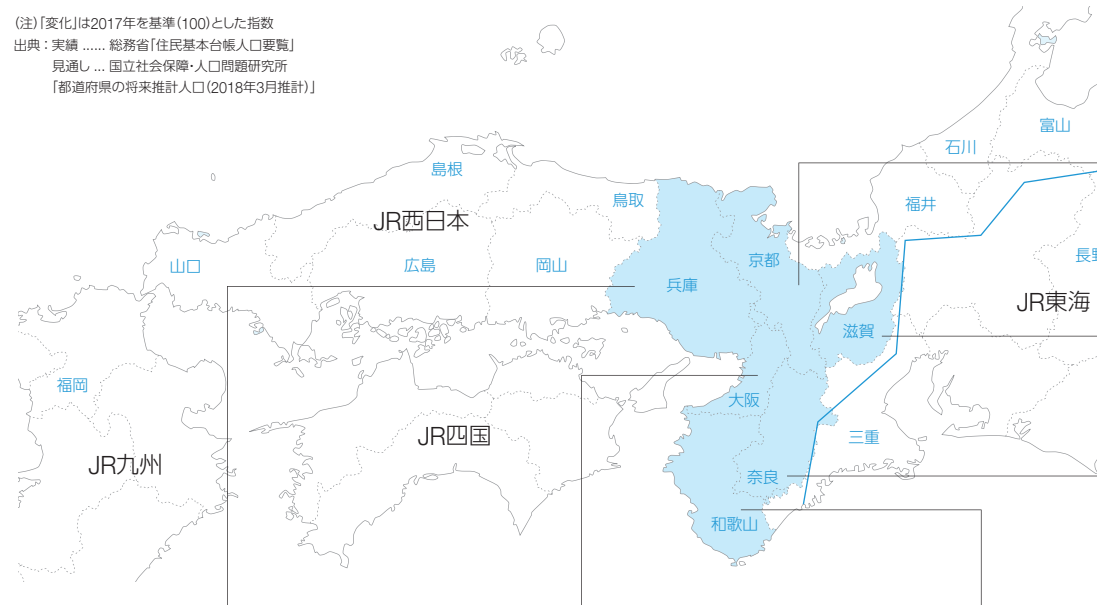 (注)「変化」は2017年を基準(100)とした指数
出典：実績 ...... 総務省「住民基本台帳人口要覧」
見通し ... 国立社会保障・人口問題研究所
「都道府県の将来推計人口(2018年3月推計)」
富山
石川
島根
鳥取
福井
JR西日本
京都
長野
山口
広島
岡山
兵庫
JR東海
滋賀
福岡
大阪
JR四国
三重
JR九州
奈良
和歌山